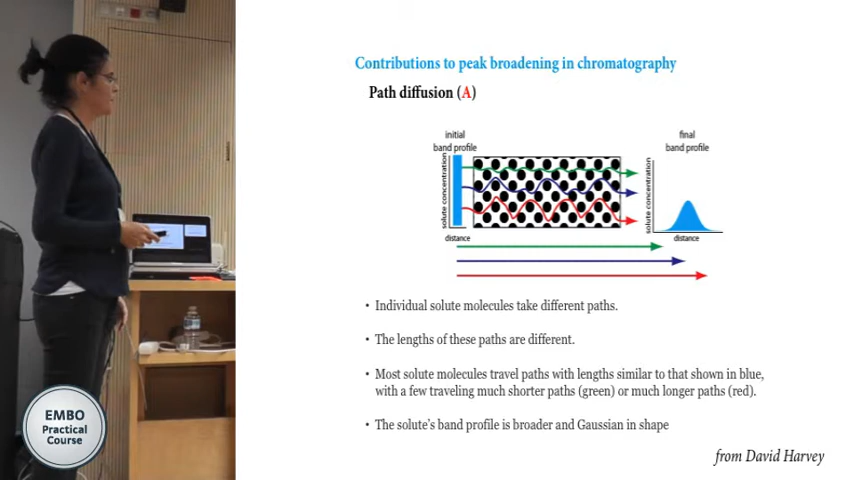 Contributions to peak broadening in chromatography
Path diffusion (A)
initial
band profile
final
band profile
solute concentration
solute concentration
distance
distance
• Individual solute molecules take different paths.
• The lengths of these paths are different.
• Most solute molecules travel paths with lengths similar to that shown in blue,
with a few traveling much shorter paths (green) or much longer paths (red).
• The solute's band profile is broader and Gaussian in shape
from David Harvey
EMBO
Practical
Course